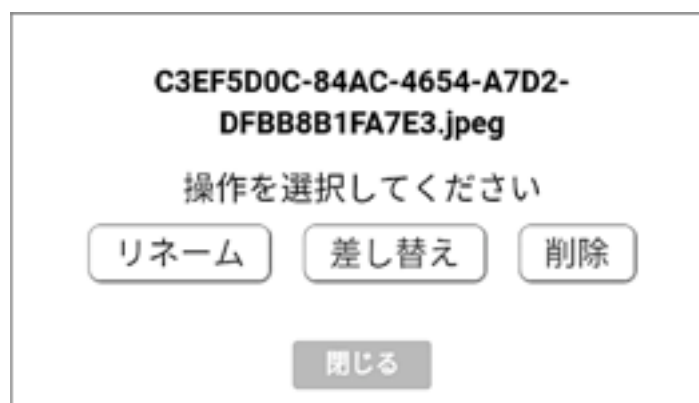 C3EF5D0C-84AC-4654-A7D2-
DFBB8B1FA7E3.jpeg
操作を選択してください
リネーム 差し替え 削除
閉じる